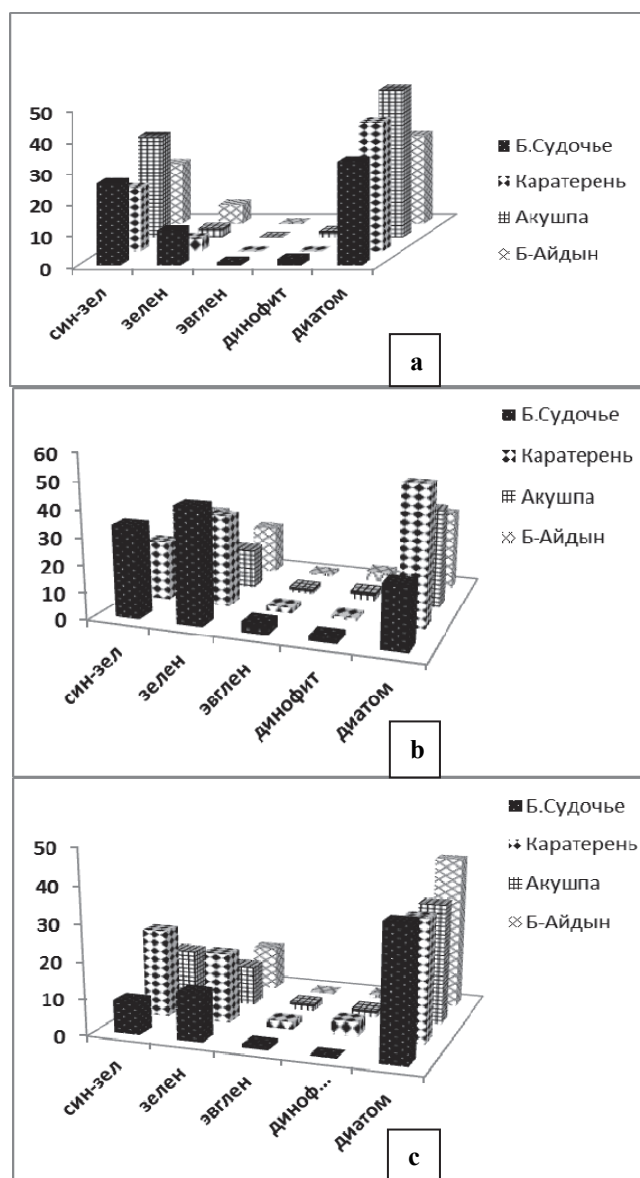 50
40
30
20
10
0
син-зел
зелен
эвглен
динофит
диатом
Б.Судочье
Каратерень
Акушпа
Б-Айдын
a
60
50
40
30
20
10
0
син-зел
зелен
эвглен
динофит
диатом
Б.Судочье
Каратерень
Акушпа
Б-Айдын
b
50
40
30
20
10
0
син-зел
зелен
эвглен
диноф...
диатом
Б.Судочье
Каратерень
Акушпа
Б-Айдын
c